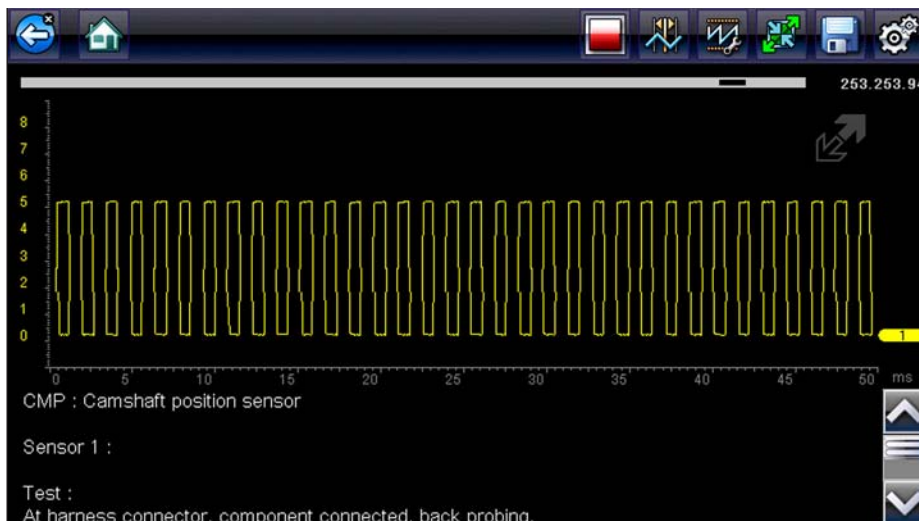 253.253.94
8
7
6
5
4
3
2
1
0
1
0 5 10 15 20 25 30 35 40 45 50 ms
CMP : Camshaft position sensor
Sensor 1 :
Test :
At harness connector, component connected, back probing.